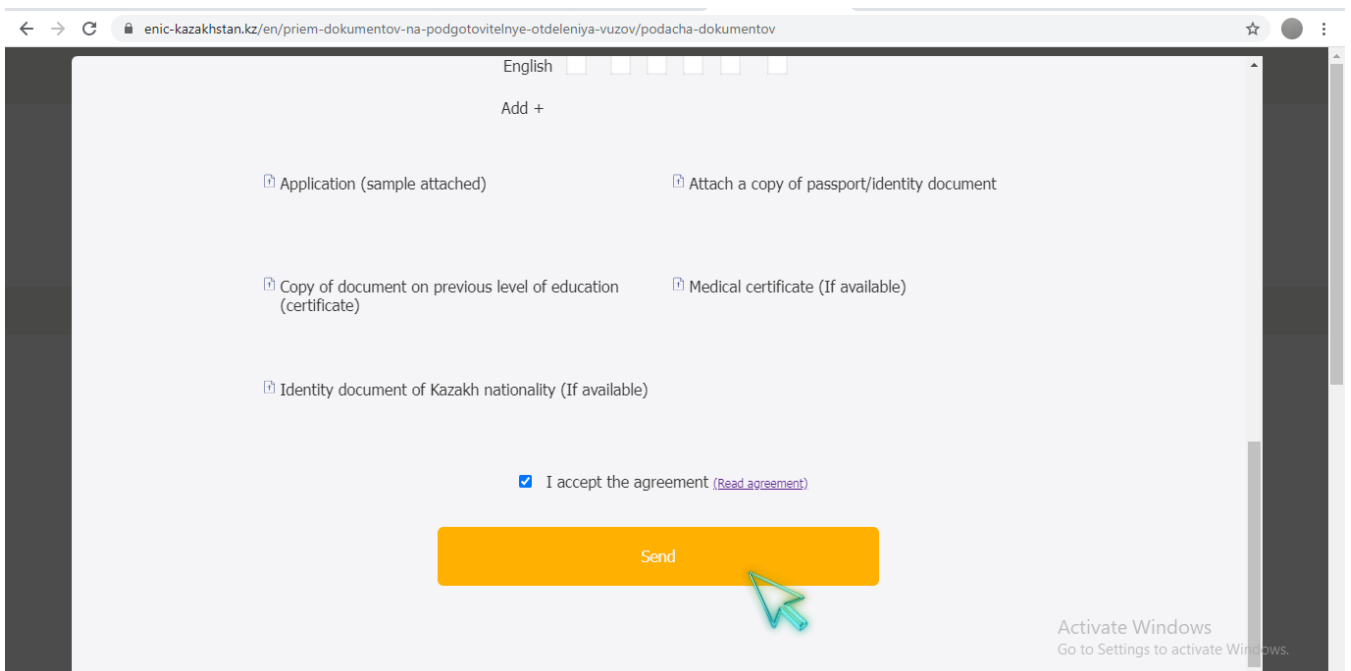 enic-kazakhstan.kz/en/priem-dokumentov-na-podgotovitelnye-otdeleniya-vuzov/podacha-dokumentov
English
Add +
Application (sample attached)
Attach a copy of passport/identity document
Copy of document on previous level of education
(certificate)
Medical certificate (If available)
Identity document of Kazakh nationality (If available)
I accept the agreement (Read agreement)
Send
Activate Windows
Go to Settings to activate Windows.